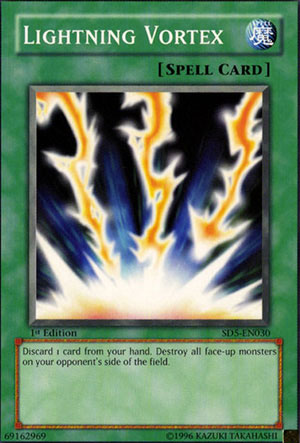 LIGHTNING VORTEX
魔
[SPELL CARD]
1st Edition
SD5-EN030
Discard 1 card from your hand. Destroy all face-up monsters
on your opponent's side of the field.
69162969
©1996 KAZUKI TAKAHASHI